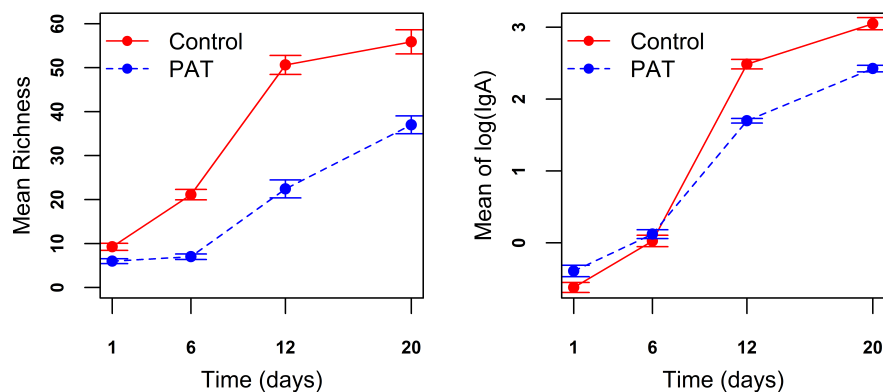 Mean Richness
60
50
40
30
20
10
0
Control
PAT
1 6 12 20
Time (days)
Mean of log(IgA)
3
2
1
0
Control
PAT
1 6 12 20
Time (days)